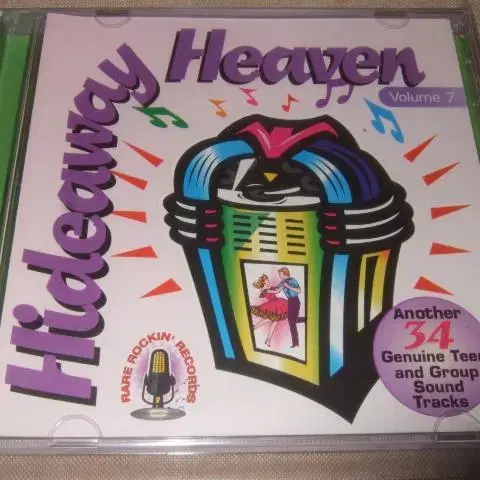 Hideaway
Heaven
Volume 7
RARE ROCKIN' RECORDS
Another
34
Genuine Teen
and Group
Sound
Tracks